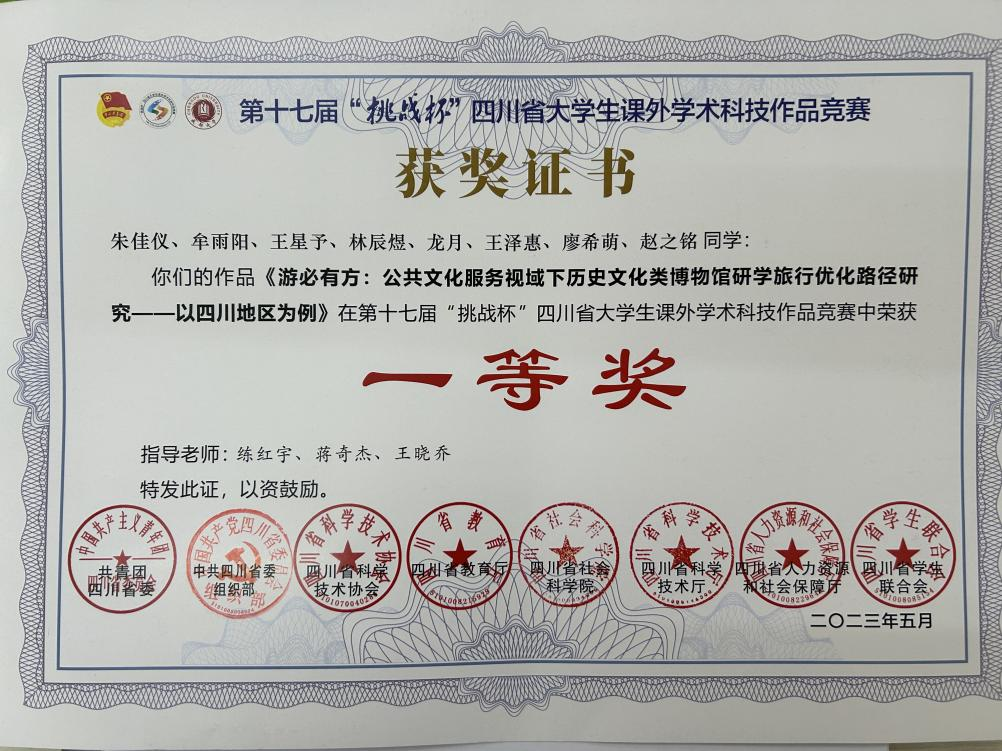 第十七届“挑战杯”四川省大学生课外学术科技作品竞赛
获奖证书
朱佳仪、牟雨阳、王星予、林辰煜、龙月、王泽惠、廖希萌、赵之铭 同学：
你们的作品《游必有方：公共文化服务视域下历史文化类博物馆研学旅行优化路径研
究——以四川地区为例》在第十七届“挑战杯”四川省大学生课外学术科技作品竞赛中荣获
一等奖
指导老师：练红宇、蒋奇杰、王晓乔
特发此证，以资鼓励。
共青团
四川省委
中共四川省委
组织部
四川省科学
技术协会
四川省教育厅
四川省社会
科学院
四川省科学
技术厅
四川省人力资源
和社会保障厅
四川省学生
联合会
二〇二三年五月